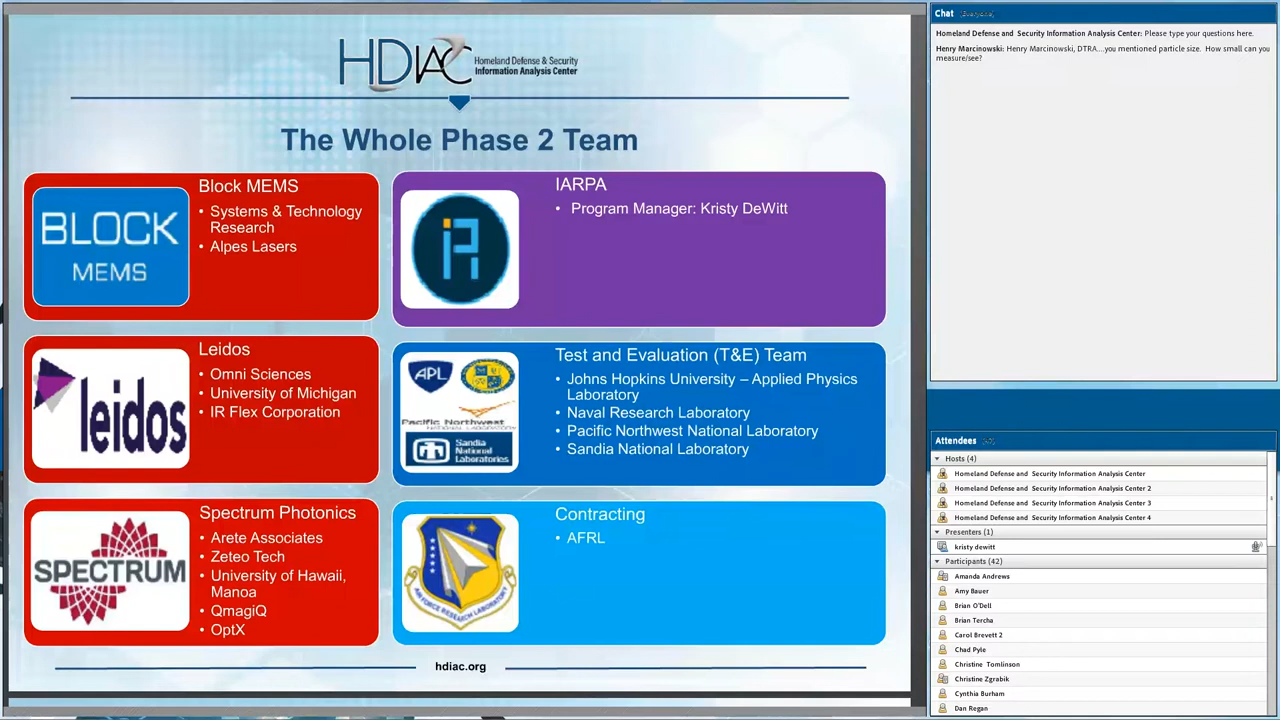 HDIAC Homeland Defense & Security
Information Analysis Center
The Whole Phase 2 Team
BLOCK
MEMS
Block MEMS
• Systems & Technology
Research
• Alpes Lasers
IARPA
• Program Manager: Kristy DeWitt
leidos
Leidos
• Omni Sciences
• University of Michigan
• IR Flex Corporation
APL
Pacific Northwest
NATIONAL LABORATORY
Sandia
National
Laboratories
Test and Evaluation (T&E) Team
• Johns Hopkins University – Applied Physics
Laboratory
• Naval Research Laboratory
• Pacific Northwest National Laboratory
• Sandia National Laboratory
SPECTRUM
Spectrum Photonics
• Arete Associates
• Zeteo Tech
• University of Hawaii,
Manoa
• QmagiQ
• OptX
AIR FORCE RESEARCH LABORATORY
Contracting
• AFRL
hdiac.org
Chat (Everyone)
Homeland Defense and Security Information Analysis Center: Please type your questions here.
Henry Marcinowski: Henry Marcinowski, DTRA....you mentioned particle size. How small can you
measure/see?
Attendees
Hosts (4)
Homeland Defense and Security Information Analysis Center
Homeland Defense and Security Information Analysis Center 2
Homeland Defense and Security Information Analysis Center 3
Homeland Defense and Security Information Analysis Center 4
Presenters (1)
kristy dewitt
Participants (42)
Amanda Andrews
Amy Bauer
Brian O'Dell
Brian Tercha
Carol Brevett 2
Chad Pyle
Christine Tomlinson
Christine Zgrabik
Cynthia Burham
Dan Regan